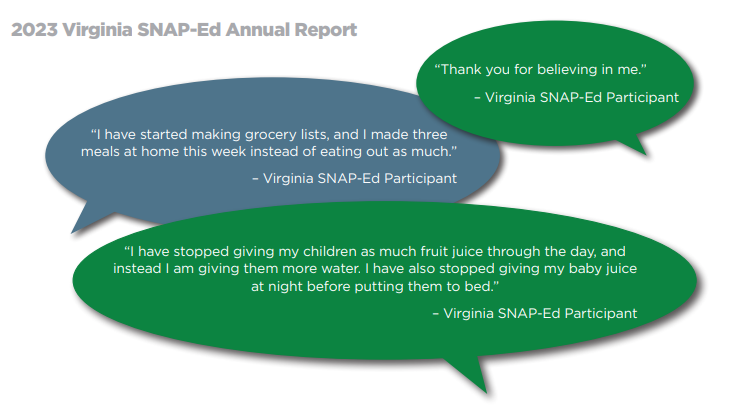 2023 Virginia SNAP-Ed Annual Report
“Thank you for believing in me.”
– Virginia SNAP-Ed Participant
“I have started making grocery lists, and I made three
meals at home this week instead of eating out as much.”
– Virginia SNAP-Ed Participant
“I have stopped giving my children as much fruit juice through the day, and
instead I am giving them more water. I have also stopped giving my baby juice
at night before putting them to bed.”
– Virginia SNAP-Ed Participant